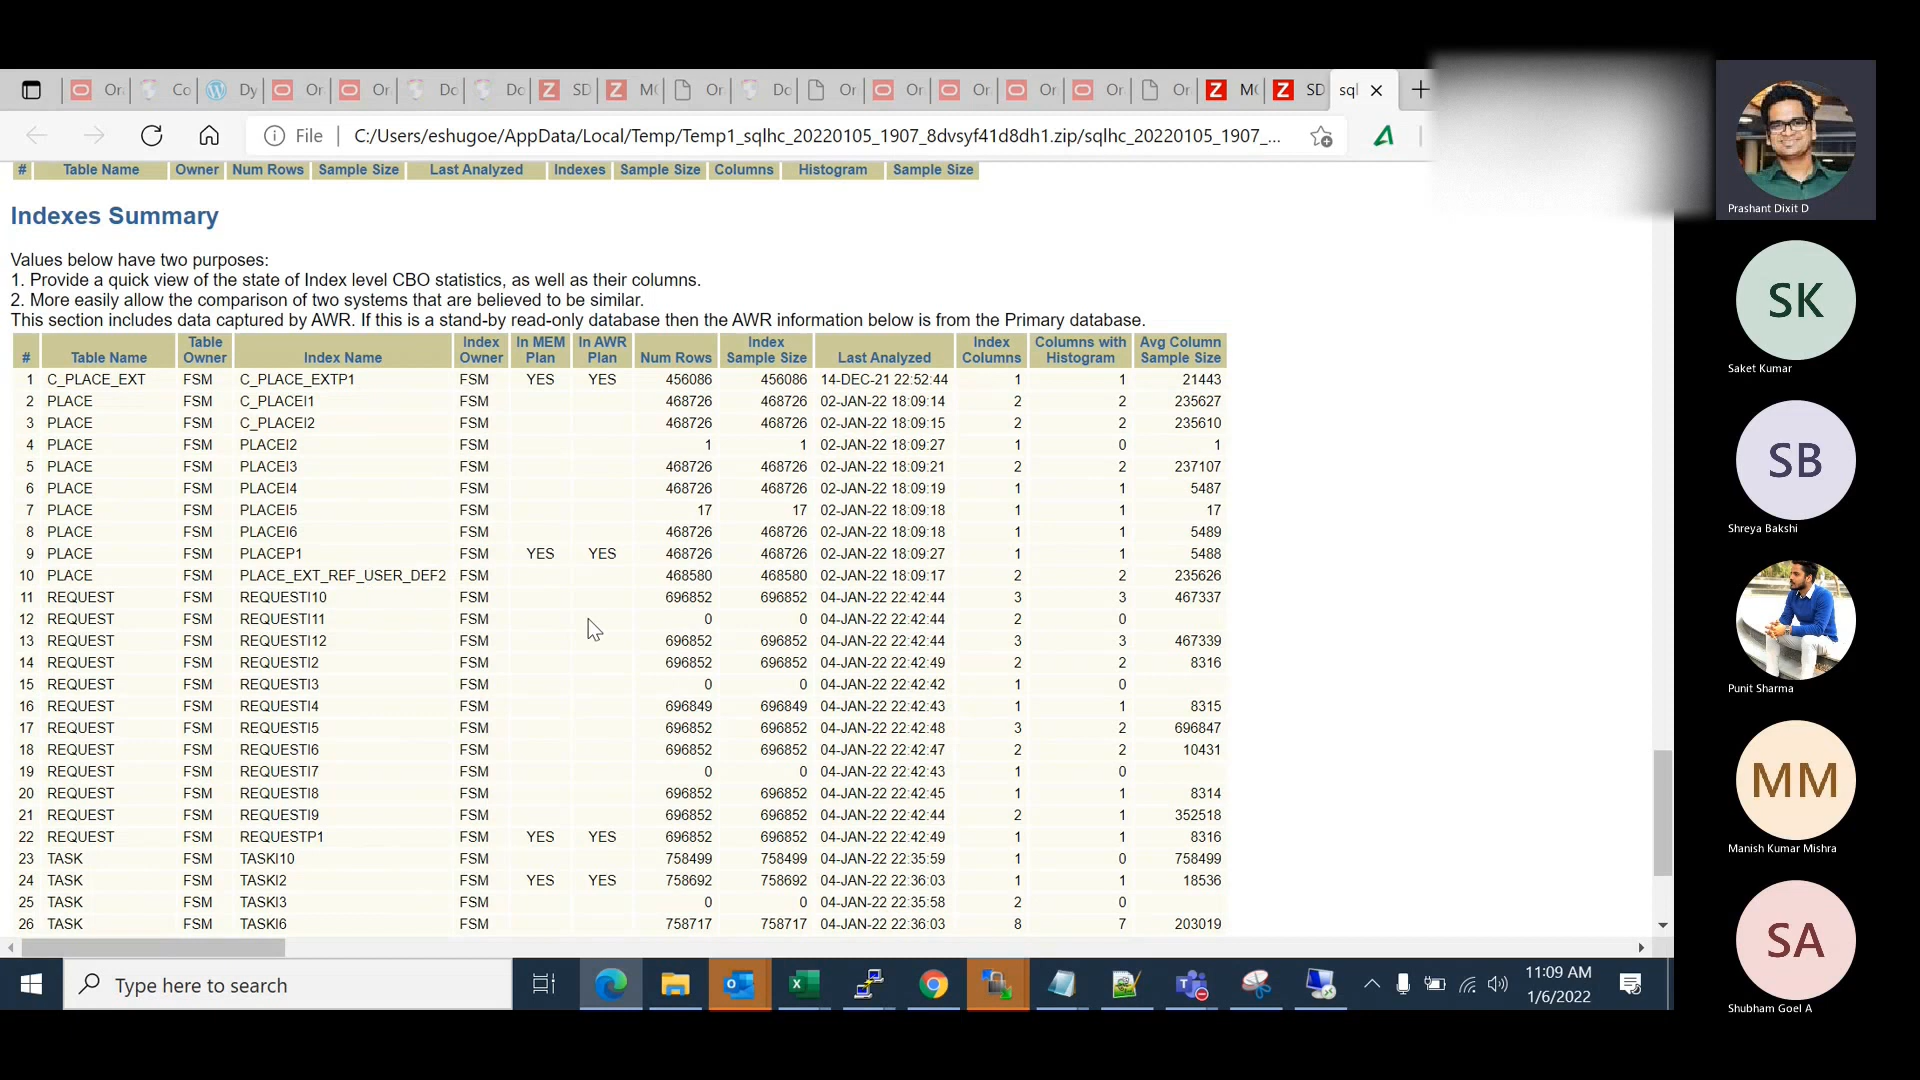 Or Co Dy Or Or Do Do SD MC Or Do Or Or Or Or Or Or MC SD sql
File C:/Users/eshugoe/AppData/Local/Temp/Temp1_sqlhc_20220105_1907_8dvsyf41d8dh1.zip/sqlhc_20220105_1907_...
# Table Name Owner Num Rows Sample Size Last Analyzed Indexes Sample Size Columns Histogram Sample Size
Indexes Summary
Values below have two purposes:
1. Provide a quick view of the state of Index level CBO statistics, as well as their columns.
2. More easily allow the comparison of two systems that are believed to be similar.
This section includes data captured by AWR. If this is a stand-by read-only database then the AWR information below is from the Primary database.
# Table Name Table Owner Index Name Index Owner In MEM Plan In AWR Plan Num Rows Index Sample Size Last Analyzed Index Columns Columns with Histogram Avg Column Sample Size
1 C_PLACE_EXT FSM C_PLACE_EXTP1 FSM YES YES 456086 456086 14-DEC-21 22:52:44 1 1 21443
2 PLACE FSM C_PLACEI1 FSM 468726 468726 02-JAN-22 18:09:14 2 2 235627
3 PLACE FSM C_PLACEI2 FSM 468726 468726 02-JAN-22 18:09:15 2 2 235610
4 PLACE FSM PLACEI2 FSM 1 1 02-JAN-22 18:09:27 1 0 1
5 PLACE FSM PLACEI3 FSM 468726 468726 02-JAN-22 18:09:21 2 2 237107
6 PLACE FSM PLACEI4 FSM 468726 468726 02-JAN-22 18:09:19 1 1 5487
7 PLACE FSM PLACEI5 FSM 17 17 02-JAN-22 18:09:18 1 1 17
8 PLACE FSM PLACEI6 FSM 468726 468726 02-JAN-22 18:09:18 1 1 5489
9 PLACE FSM PLACEP1 FSM YES YES 468726 468726 02-JAN-22 18:09:27 1 1 5488
10 PLACE FSM PLACE_EXT_REF_USER_DEF2 FSM 468580 468580 02-JAN-22 18:09:17 2 2 235626
11 REQUEST FSM REQUESTI10 FSM 696852 696852 04-JAN-22 22:42:44 3 3 467337
12 REQUEST FSM REQUESTI11 FSM 0 0 04-JAN-22 22:42:44 2 0
13 REQUEST FSM REQUESTI12 FSM 696852 696852 04-JAN-22 22:42:44 3 3 467339
14 REQUEST FSM REQUESTI2 FSM 696852 696852 04-JAN-22 22:42:49 2 2 8316
15 REQUEST FSM REQUESTI3 FSM 0 0 04-JAN-22 22:42:42 1 0
16 REQUEST FSM REQUESTI4 FSM 696849 696849 04-JAN-22 22:42:43 1 1 8315
17 REQUEST FSM REQUESTI5 FSM 696852 696852 04-JAN-22 22:42:48 3 2 696847
18 REQUEST FSM REQUESTI6 FSM 696852 696852 04-JAN-22 22:42:47 2 2 10431
19 REQUEST FSM REQUESTI7 FSM 0 0 04-JAN-22 22:42:43 1 0
20 REQUEST FSM REQUESTI8 FSM 696852 696852 04-JAN-22 22:42:45 1 1 8314
21 REQUEST FSM REQUESTI9 FSM 696852 696852 04-JAN-22 22:42:44 2 1 352518
22 REQUEST FSM REQUESTP1 FSM YES YES 696852 696852 04-JAN-22 22:42:49 1 1 8316
23 TASK FSM TASKI10 FSM 758499 758499 04-JAN-22 22:35:59 1 0 758499
24 TASK FSM TASKI2 FSM YES YES 758692 758692 04-JAN-22 22:36:03 1 1 18536
25 TASK FSM TASKI3 FSM 0 0 04-JAN-22 22:35:58 2 0
26 TASK FSM TASKI6 FSM 758717 758717 04-JAN-22 22:36:03 8 7 203019
Type here to search
11:09 AM
1/6/2022
Prashant Dixit D
SK
Saket Kumar
SB
Shreya Bakshi
Punit Sharma
MM
Manish Kumar Mishra
SA
Shubham Goel A